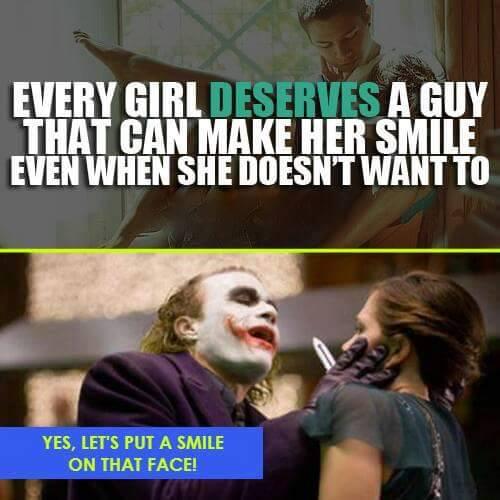 EVERY GIRL DESERVES A GUY
THAT CAN MAKE HER SMILE
EVEN WHEN SHE DOESN'T WANT TO
YES, LET'S PUT A SMILE
ON THAT FACE!